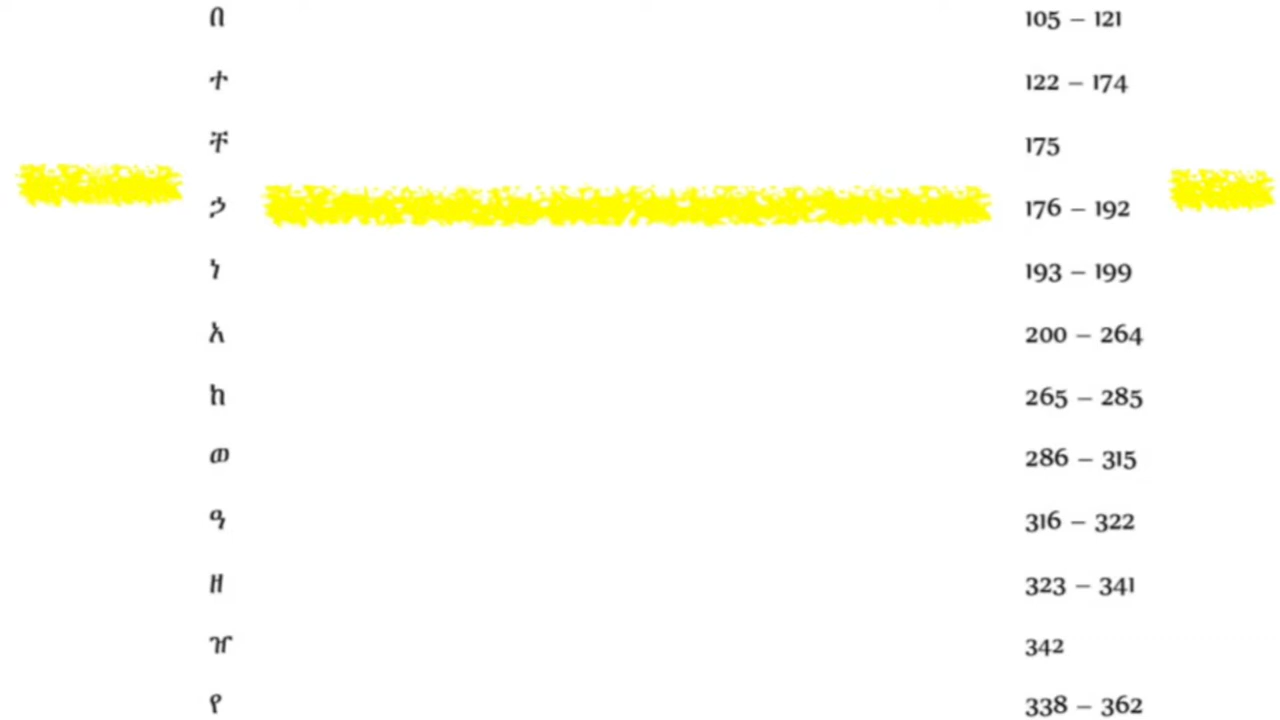 በ 105 – 121
ተ 122 – 174
ቸ 175
ኃ 176 – 192
ነ 193 – 199
አ 200 – 264
ከ 265 – 285
ወ 286 – 315
ዓ 316 – 322
ዘ 323 – 341
ዠ 342
የ 338 – 362